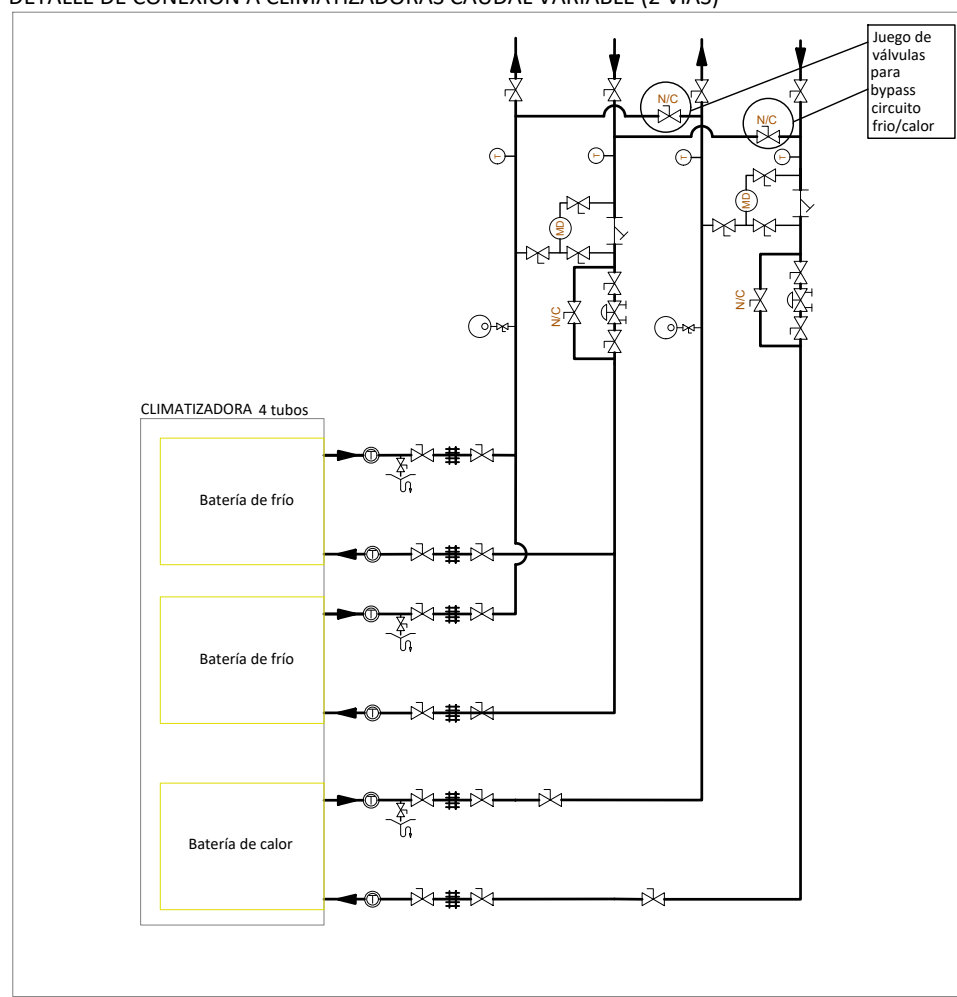 DETALLE DE CONEXIÓN A CLIMATIZADORAS CAUDAL VARIABLE (2 VIAS)
Juego de
válvulas
para
bypass
circuito
frio/calor
N/C
N/C
T
T
T
T
MD
MD
N/C
N/C
CLIMATIZADORA 4 tubos
T
Batería de frío
T
T
Batería de frío
T
T
Batería de calor
T